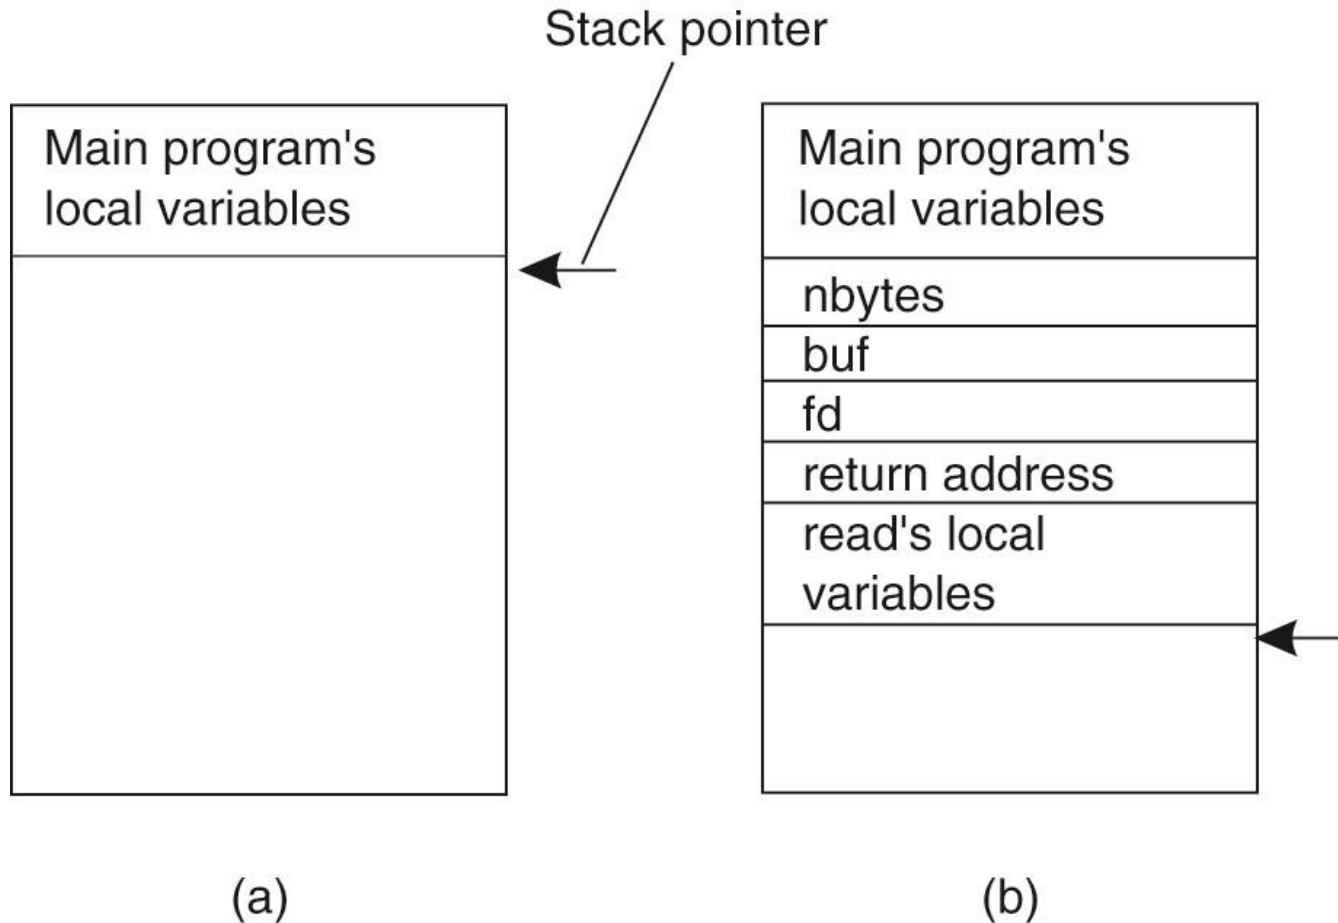 Stack pointer
Main program's
local variables
Main program's
local variables
nbytes
buf
fd
return address
read's local
variables
(a)
(b)